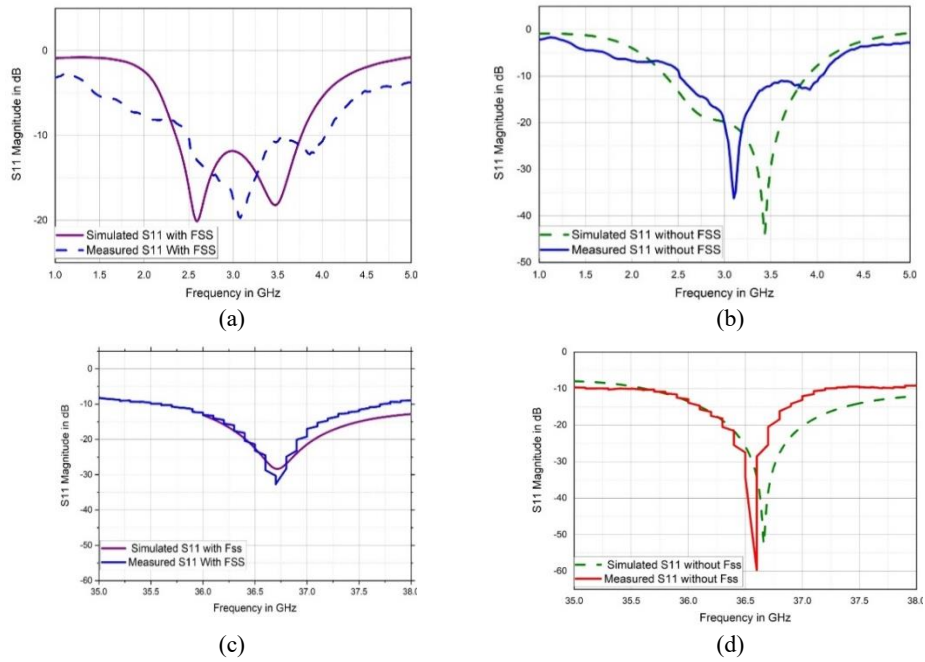 0
-10
-20
S11 Magnitude in dB
Simulated S11 with FSS
Measured S11 With FSS
1.0 1.5 2.0 2.5 3.0 3.5 4.0 4.5 5.0
Frequency in GHz
(a)
0
-10
-20
-30
-40
-50
S11 Magnitude in dB
Simulated S11 without FSS
Measured S11 without FSS
1.0 1.5 2.0 2.5 3.0 3.5 4.0 4.5 5.0
Frequency in GHz
(b)
0
-10
-20
-30
-40
-50
-60
S11 Magnitude in dB
Simulated S11 with Fss
Measured S11 With FSS
35.0 35.5 36.0 36.5 37.0 37.5 38.0
Frequency in GHz
(c)
0
-10
-20
-30
-40
-50
-60
S11 Magnitude in dB
Simulated S11 without Fss
Measured S11 without Fss
35.0 35.5 36.0 36.5 37.0 37.5 38.0
Frequency in GHz
(d)